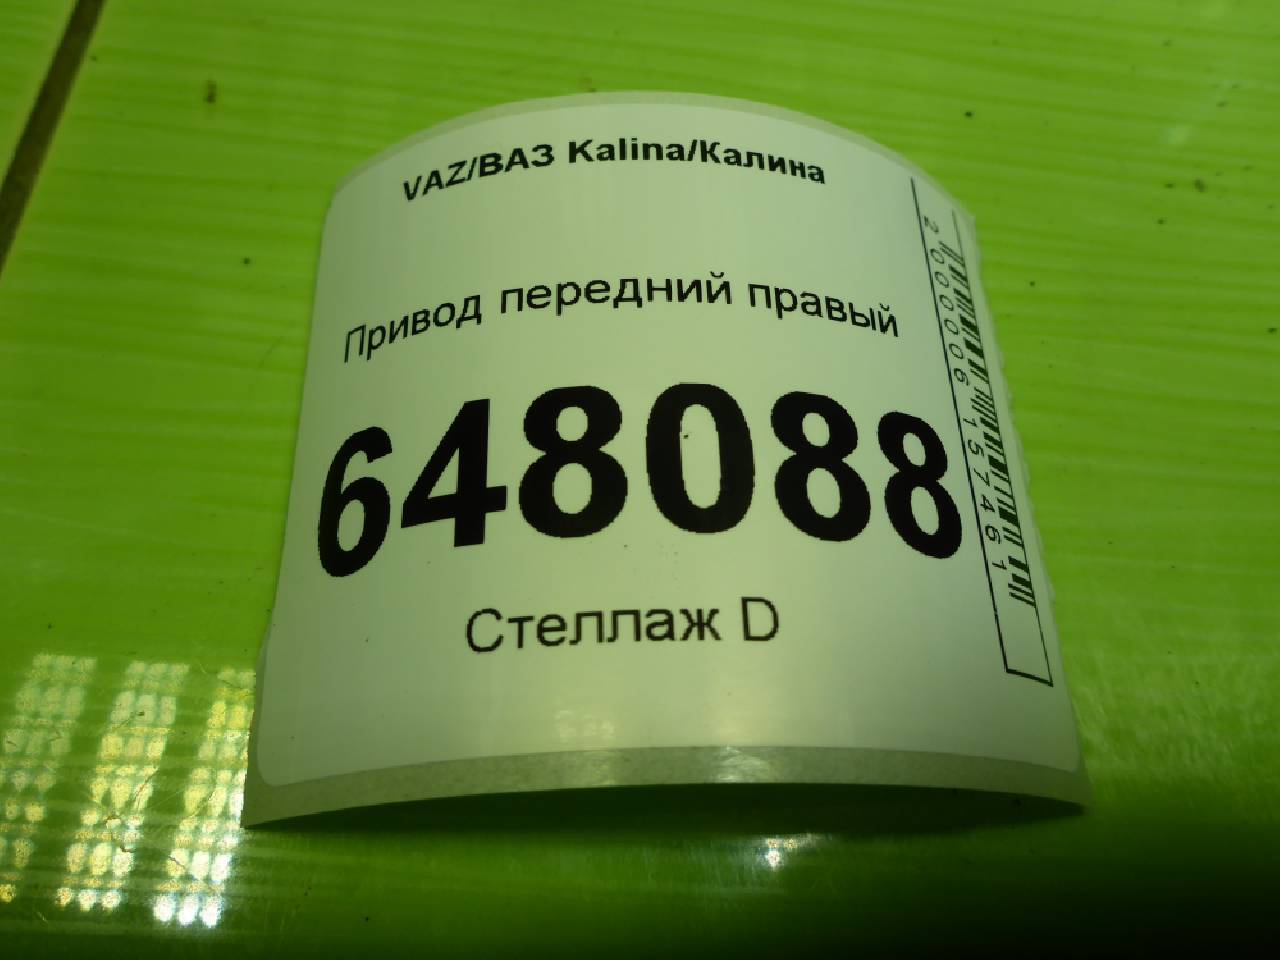 VAZ/ВАЗ Kalina/Калина
Привод передний правый
648088
Стеллаж D
2000006157461